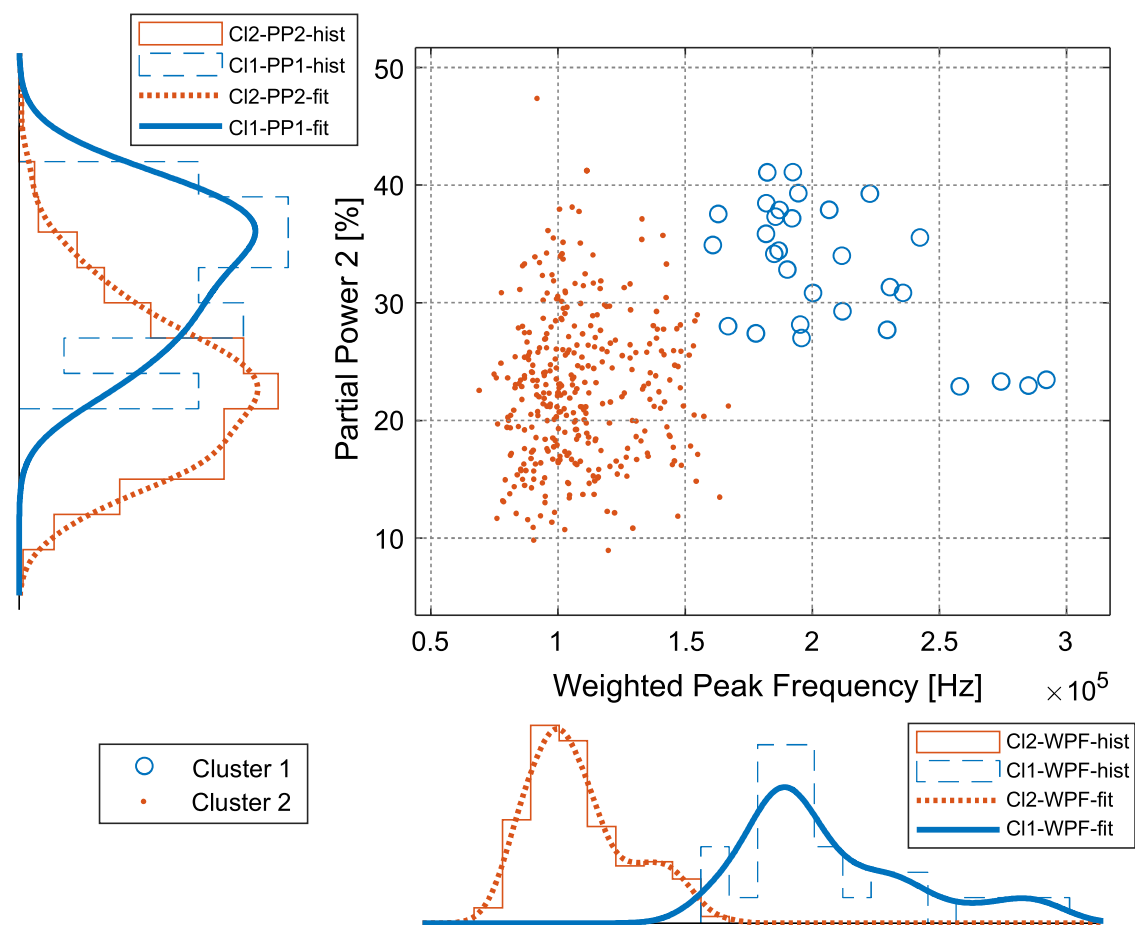 Cl2-PP2-hist
Cl1-PP1-hist
Cl2-PP2-fit
Cl1-PP1-fit
50
40
30
20
10
Partial Power 2 [%]
0.5 1 1.5 2 2.5 3
Weighted Peak Frequency [Hz] ×10⁵
Cluster 1
Cluster 2
Cl2-WPF-hist
Cl1-WPF-hist
Cl2-WPF-fit
Cl1-WPF-fit